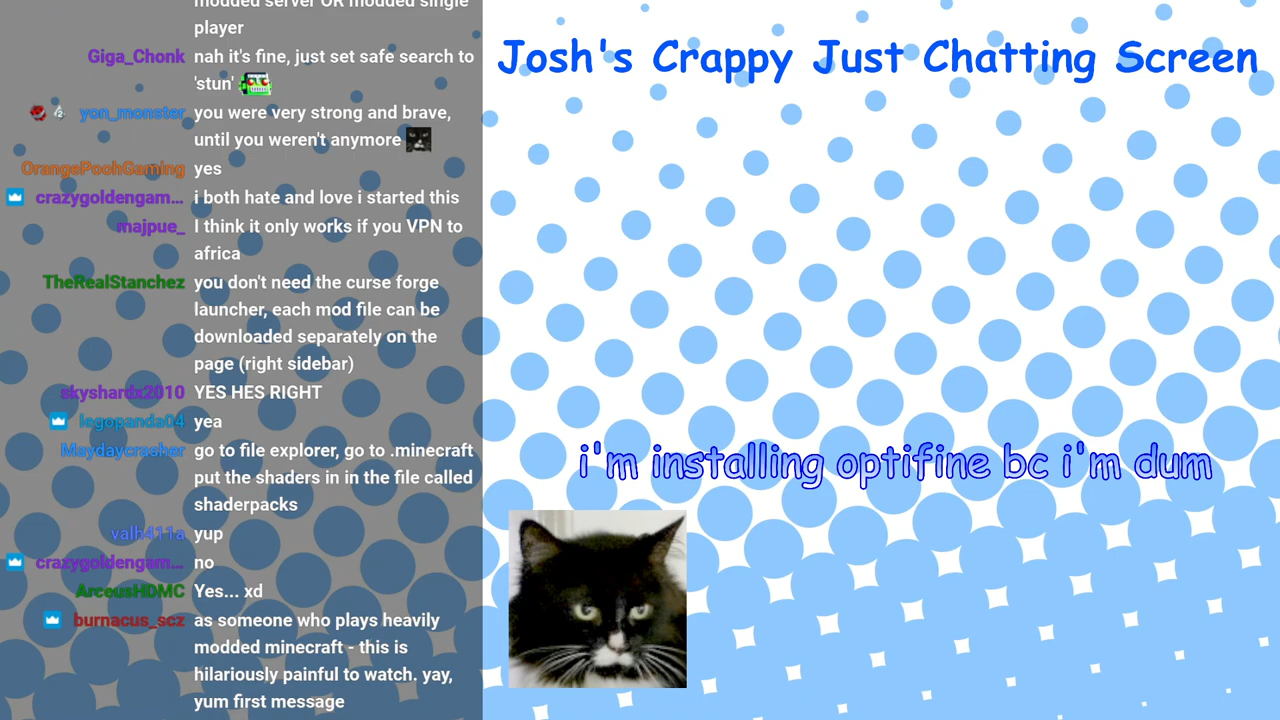 modded server OR modded single
player
Giga_Chonk nah it's fine, just set safe search to
'stun'
yon_monster you were very strong and brave,
until you weren't anymore
OrangePoohGaming yes
crazygoldengam... i both hate and love i started this
majpue_ I think it only works if you VPN to
africa
TheRealStanchez you don't need the curse forge
launcher, each mod file can be
downloaded separately on the
page (right sidebar)
skyshardx2010 YES HES RIGHT
legopanda04 yea
Maydaycrasher go to file explorer, go to .minecraft
put the shaders in in the file called
shaderpacks
valh411a yup
crazygoldengam... no
ArceusHDMC Yes... xd
burnacus_scz as someone who plays heavily
modded minecraft - this is
hilariously painful to watch. yay,
yum first message
Josh's Crappy Just Chatting Screen
i'm installing optifine bc i'm dum